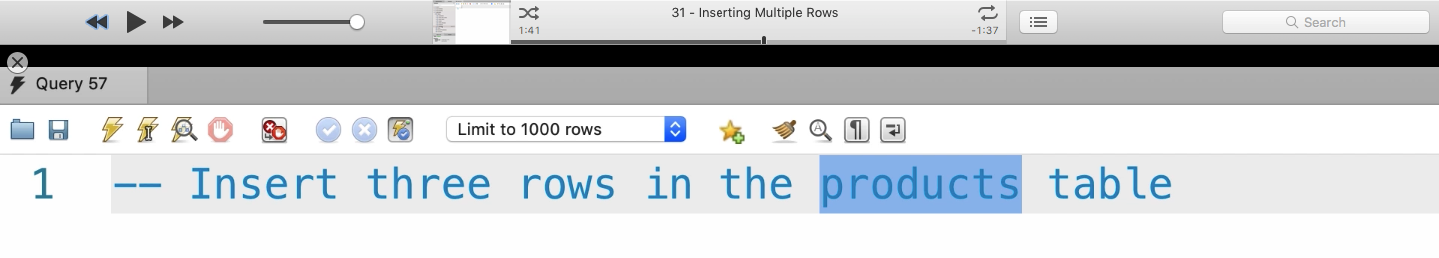 31 - Inserting Multiple Rows
1:41
-1:37
Search
Query 57
Limit to 1000 rows
1 -- Insert three rows in the products table